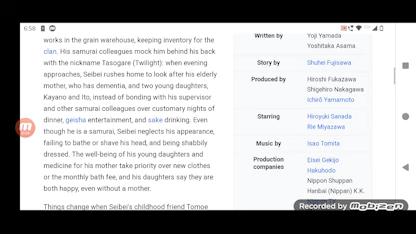 6:58
works in the grain warehouse, keeping inventory for the
clan. His samurai colleagues mock him behind his back
with the nickname Tasogare (Twilight): when evening
approaches, Seibei rushes home to look after his elderly
mother, who has dementia, and two young daughters,
Kayano and Ito, instead of bonding with his supervisor
and other samurai colleagues over customary nights of
dinner, geisha entertainment, and sake drinking. Even
though he is a samurai, Seibei neglects his appearance,
failing to bathe or shave his head, and being shabbily
dressed. The well-being of his young daughters and
medicine for his mother take priority over new clothes
or the monthly bath fee, and his daughters say they are
both happy, even without a mother.
Things change when Seibei's childhood friend Tomoe
Written by
Yoji Yamada
Yoshitaka Asama
Story by
Shuhei Fujisawa
Produced by
Hiroshi Fukazawa
Shigehiro Nakagawa
Ichirō Yamamoto
Starring
Hiroyuki Sanada
Rie Miyazawa
Music by
Isao Tomita
Production
companies
Eisei Gekijo
Hakuhodo
Nippon Shuppan
Hanbai (Nippan) K.K.
Recorded by
Mobizen